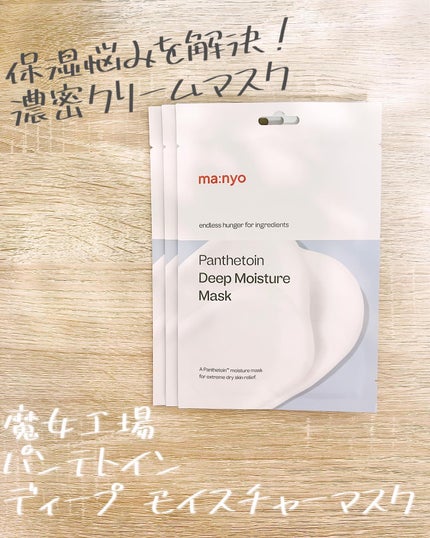 保湿悩みを解決！
濃密クリームマスク
ma:nyo
endless hunger for ingredients
Panthetoin
Deep Moisture
Mask
A Panthetoin™ moisture mask
for extreme dry skin relief.
魔女工場
パンテトイン
ディープ モイスチャーマスク